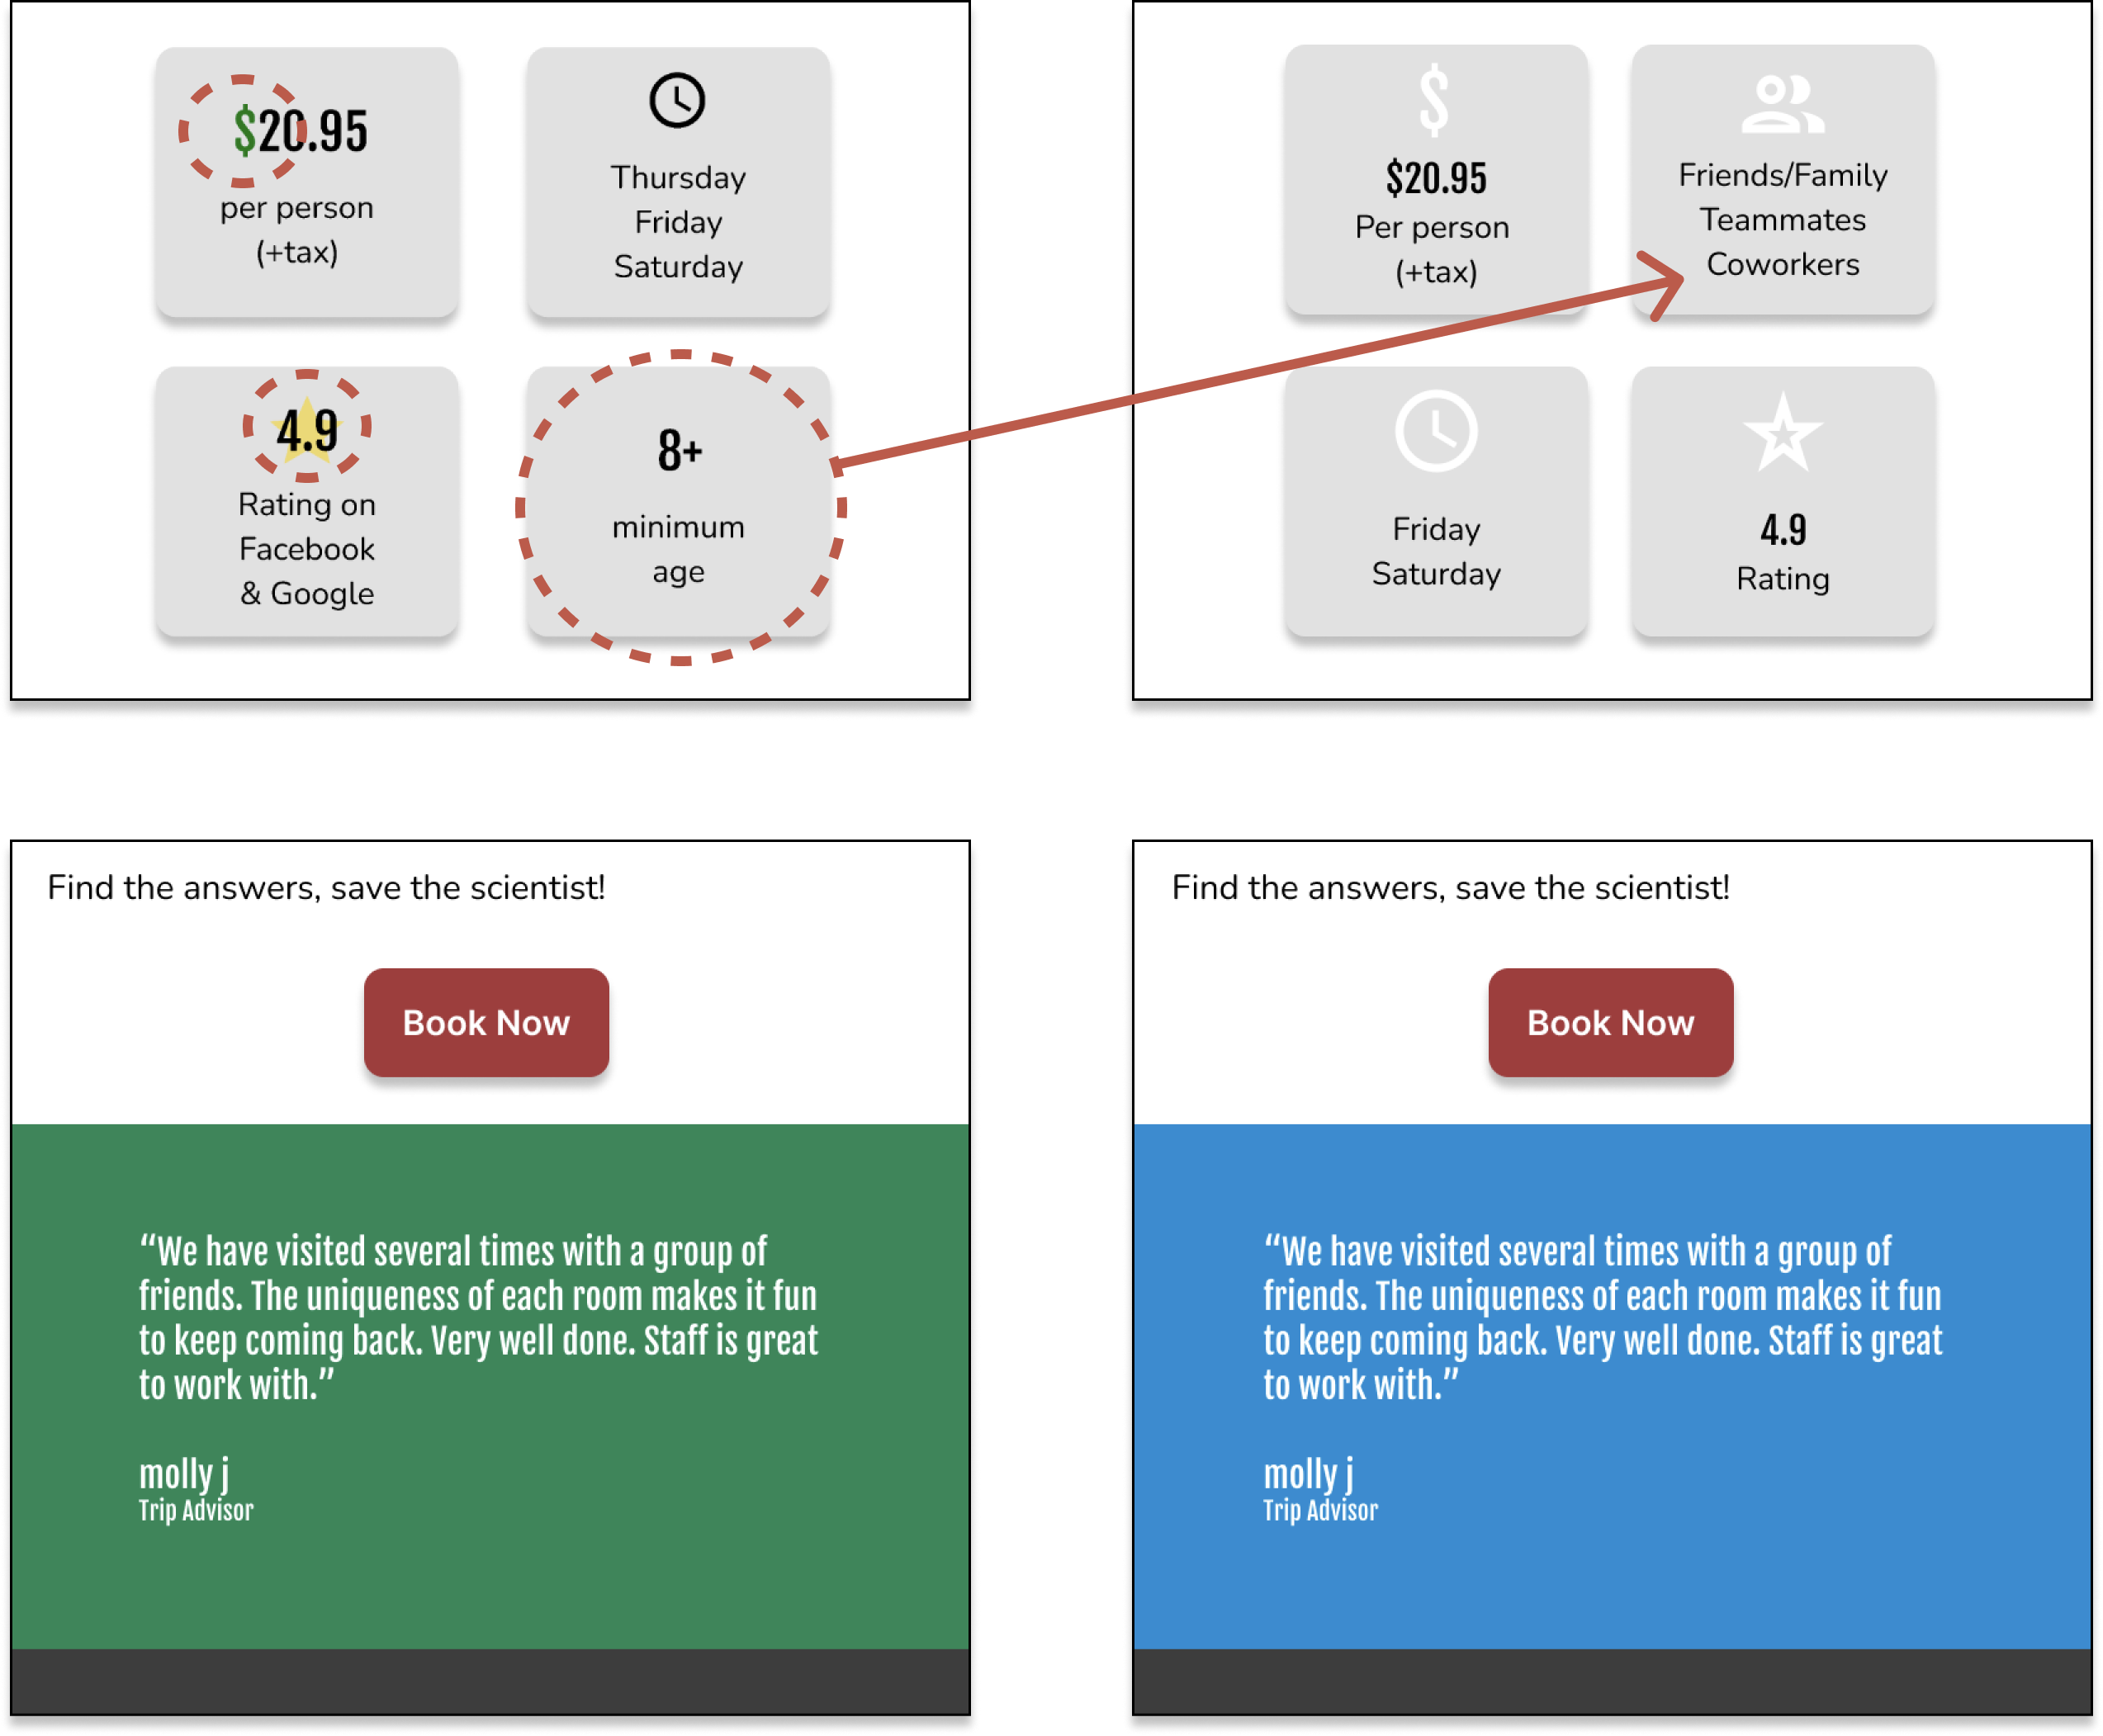 $20.95
per person
(+tax)
Thursday
Friday
Saturday
4.9
Rating on
Facebook
& Google
8+
minimum
age
$
$20.95
Per person
(+tax)
Friends/Family
Teammates
Coworkers
Friday
Saturday
4.9
Rating
Find the answers, save the scientist!
Book Now
“We have visited several times with a group of
friends. The uniqueness of each room makes it fun
to keep coming back. Very well done. Staff is great
to work with.”
molly j
Trip Advisor
Find the answers, save the scientist!
Book Now
“We have visited several times with a group of
friends. The uniqueness of each room makes it fun
to keep coming back. Very well done. Staff is great
to work with.”
molly j
Trip Advisor